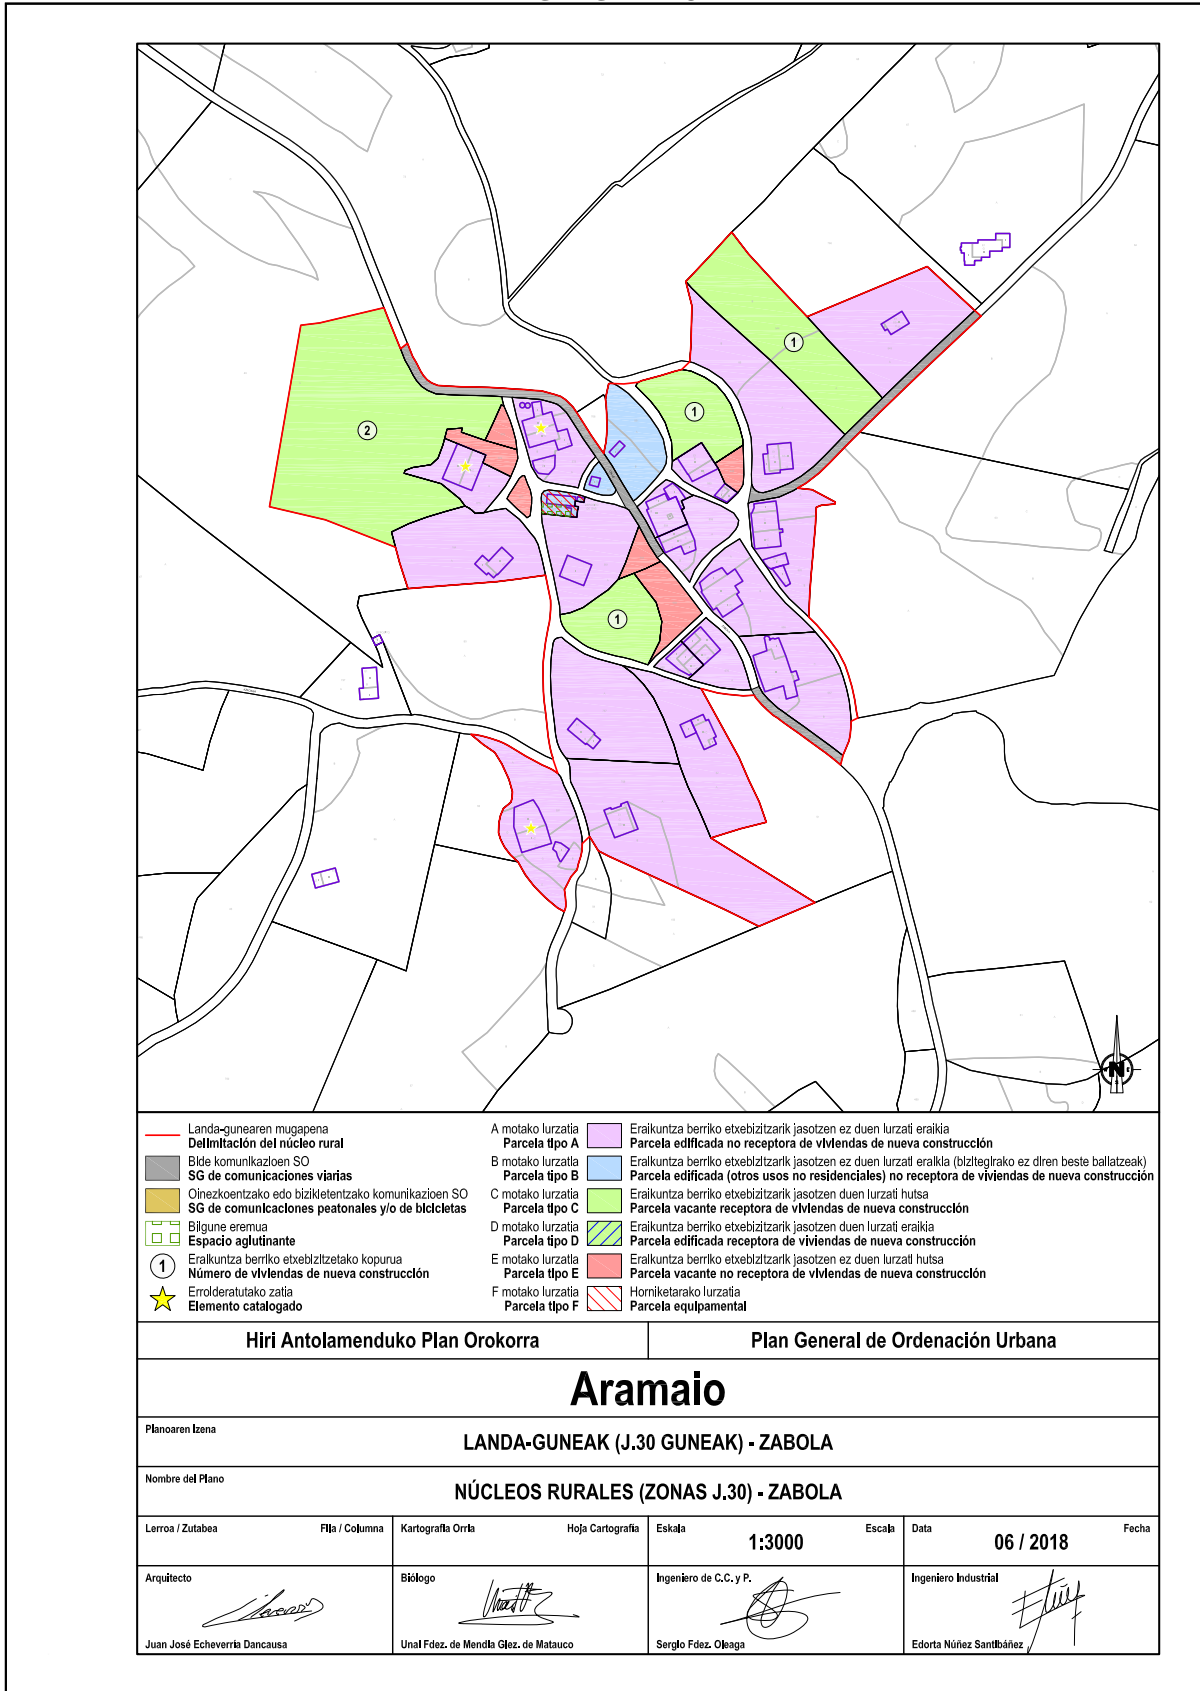 2
1
1
1
N
Landa-gunearen mugapena
Delimitación del núcleo rural
Bide komunikazioen SO
SG de comunicaciones viarias
Oinezkoentzako edo bizikletentzako komunikazioen SO
SG de comunicaciones peatonales y/o de bicicletas
Bilgune eremua
Espacio aglutinante
1
Eraikuntza berriko etxebizitzetako kopurua
Número de viviendas de nueva construcción
Errolderatutako zatia
Elemento catalogado
A motako lurzatia
Parcela tipo A
Eraikuntza berriko etxebizitzarik jasotzen ez duen lurzati eraikia
Parcela edificada no receptora de viviendas de nueva construcción
B motako lurzatia
Parcela tipo B
Eraikuntza berriko etxebizitzarik jasotzen ez duen lurzati eraikia (bizitegirako ez diren beste batzeak)
Parcela edificada (otros usos no residenciales) no receptora de viviendas de nueva construcción
C motako lurzatia
Parcela tipo C
Eraikuntza berriko etxebizitzarik jasotzen duen lurzati hutsa
Parcela vacante receptora de viviendas de nueva construcción
D motako lurzatia
Parcela tipo D
Eraikuntza berriko etxebizitzarik jasotzen duen lurzati eraikia
Parcela edificada receptora de viviendas de nueva construcción
E motako lurzatia
Parcela tipo E
Eraikuntza berriko etxebizitzarik jasotzen ez duen lurzati hutsa
Parcela vacante no receptora de viviendas de nueva construcción
F motako lurzatia
Parcela tipo F
Horniketarako lurzatia
Parcela equipamental
Hiri Antolamenduko Plan Orokorra
Plan General de Ordenación Urbana
Aramaio
Planoaren Izena
LANDA-GUNEAK (J.30 GUNEAK) - ZABOLA
Nombre del Plano
NÚCLEOS RURALES (ZONAS J.30) - ZABOLA
Lerroa / Zutabea Fila / Columna
Kartografia Orria Hoja Cartografía
Eskala Escala
1:3000
Data Fecha
06 / 2018
Arquitecto
Juan José Echeverria Dancausa
Biólogo
Unai Fdez. de Mendia Glez. de Matauco
Ingeniero de C.C. y P.
Sergio Fdez. Oleaga
Ingeniero Industrial
Edorta Núñez Santibáñez